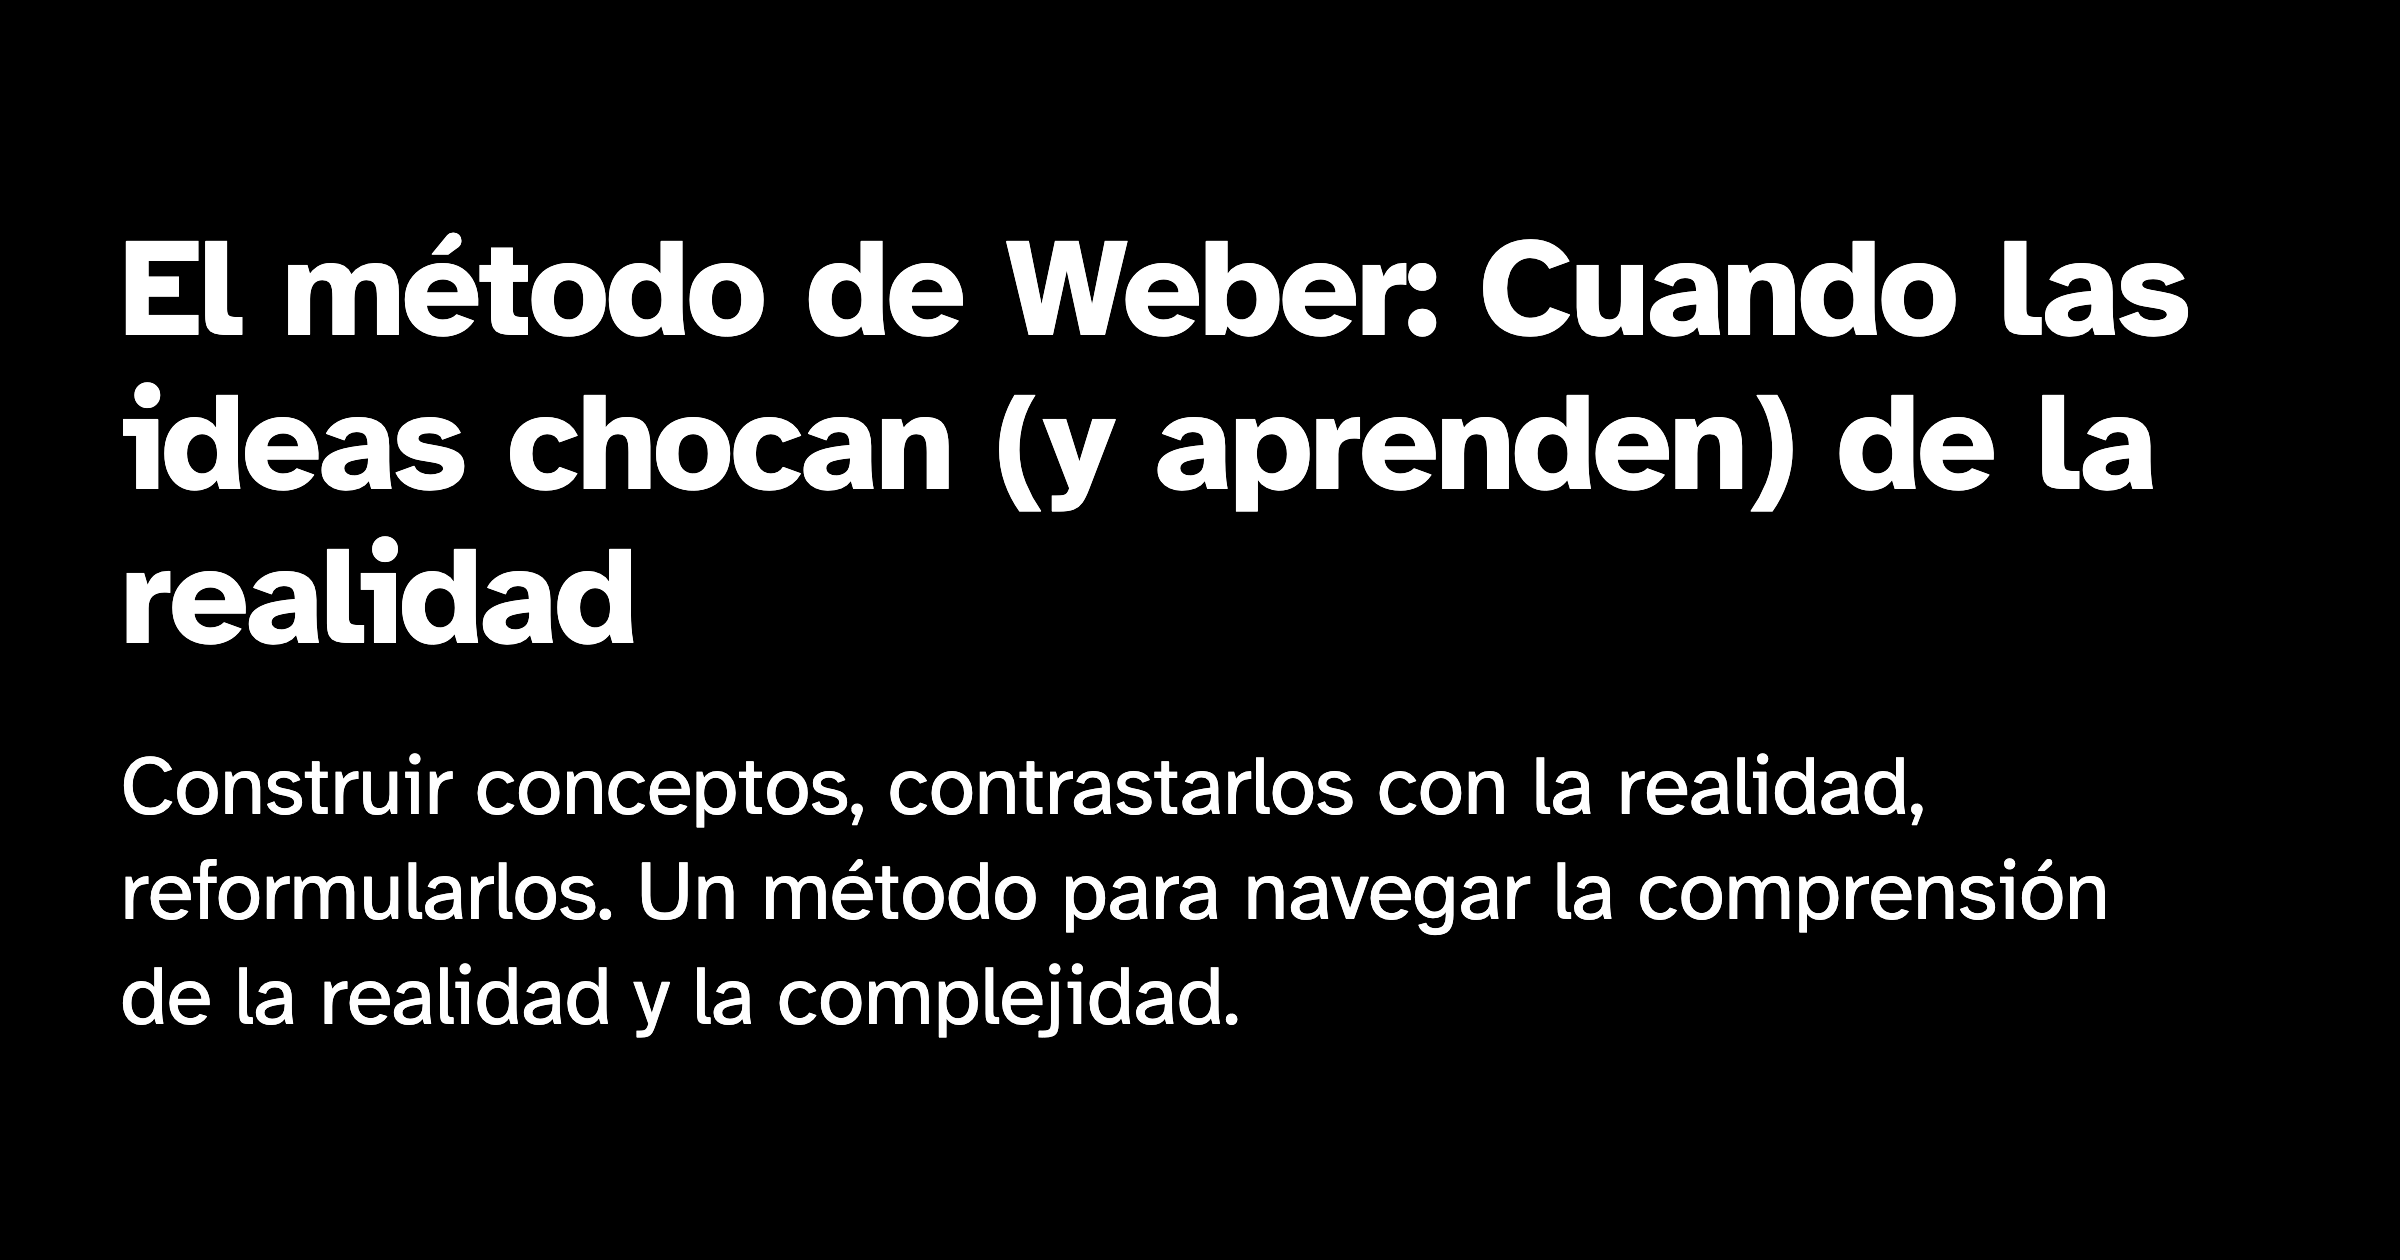 El método de Weber: Cuando las
ideas chocan (y aprenden) de la
realidad
Construir conceptos, contrastarlos con la realidad,
reformularlos. Un método para navegar la comprensión
de la realidad y la complejidad.